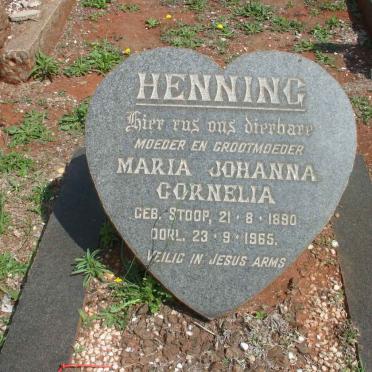 HENNING
Hier rus ons dierbare
MOEDER EN GROOTMOEDER
MARIA JOHANNA
CORNELIA
GEB. STOOP, 21 - 8 - 1890
OORL. 23 - 9 - 1965.
VEILIG IN JESUS ARMS